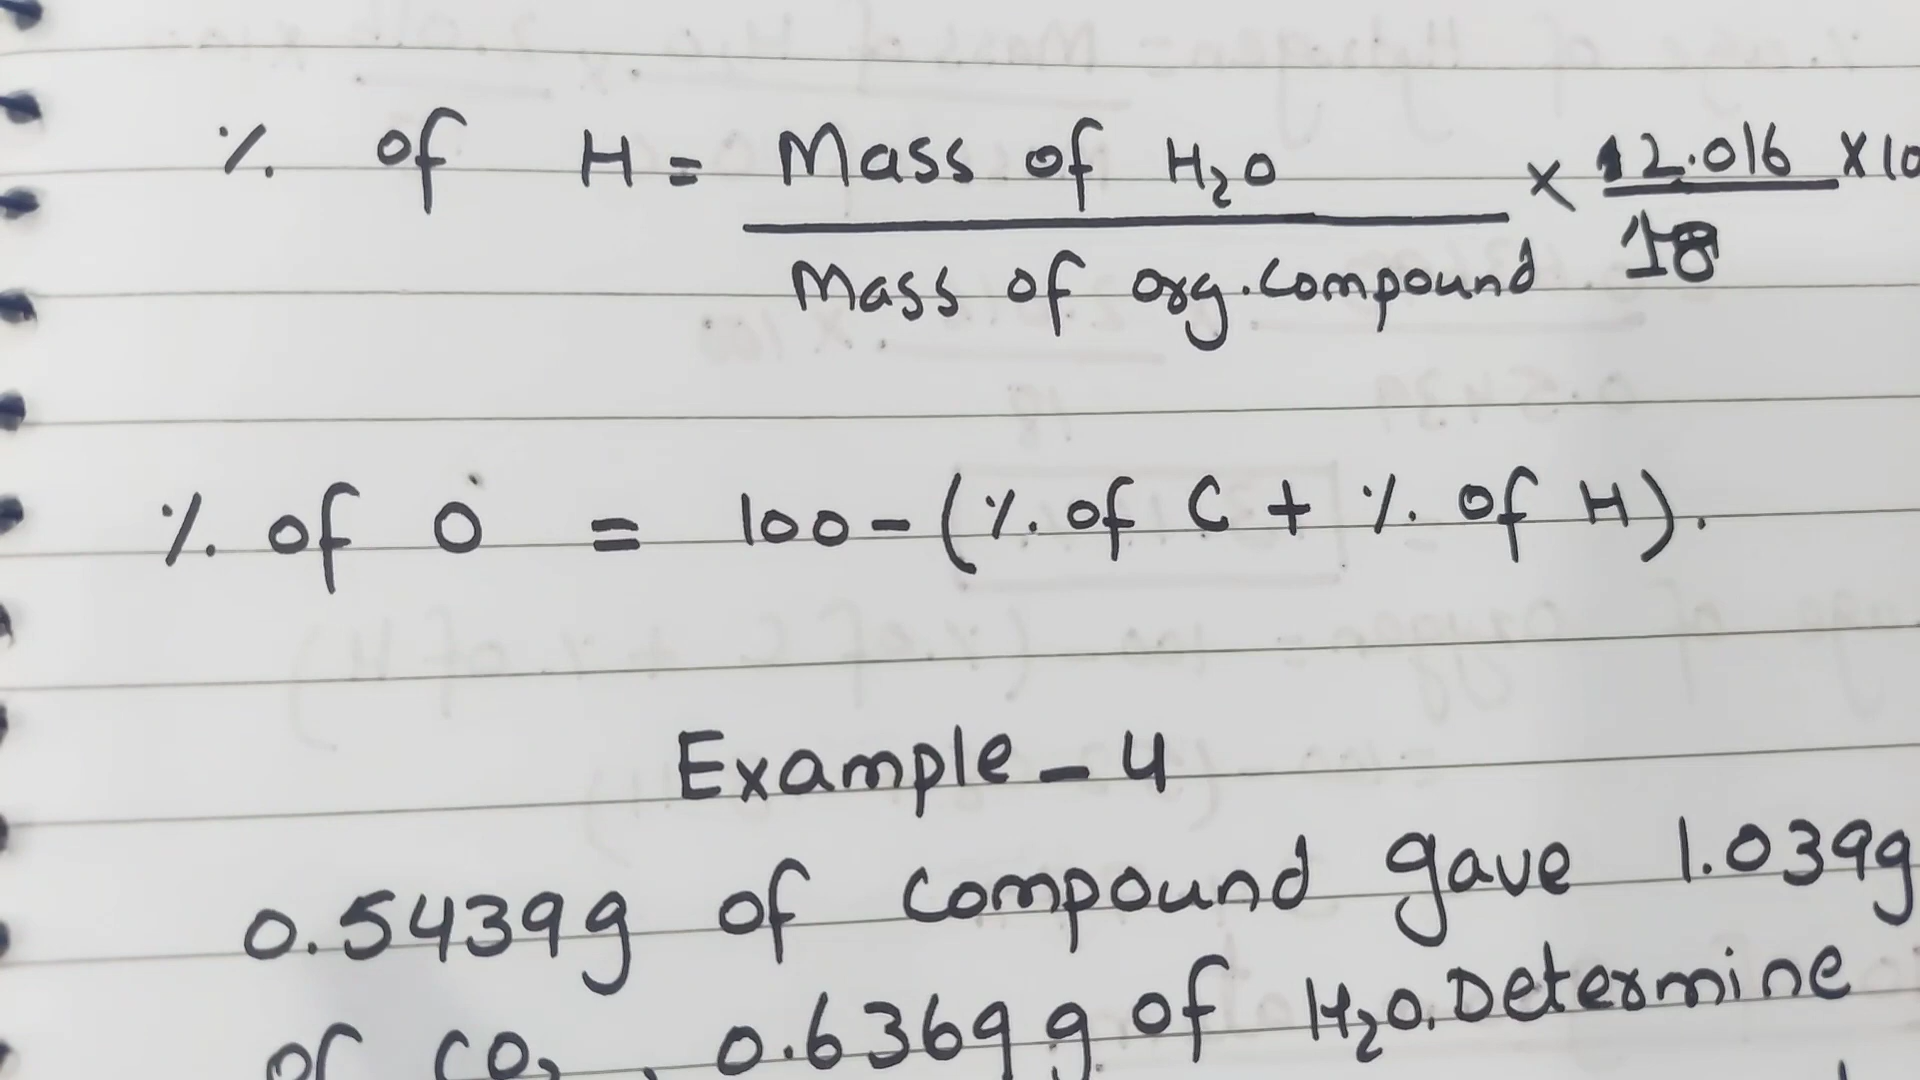 % of H = Mass of H₂O / Mass of org. compound × 2.016 / 18 × 10
% of O = 100 - (% of C + % of H).
Example - 4
0.5439g of compound gave 1.039g
of CO₂, 0.6369 g of H₂O. Determine